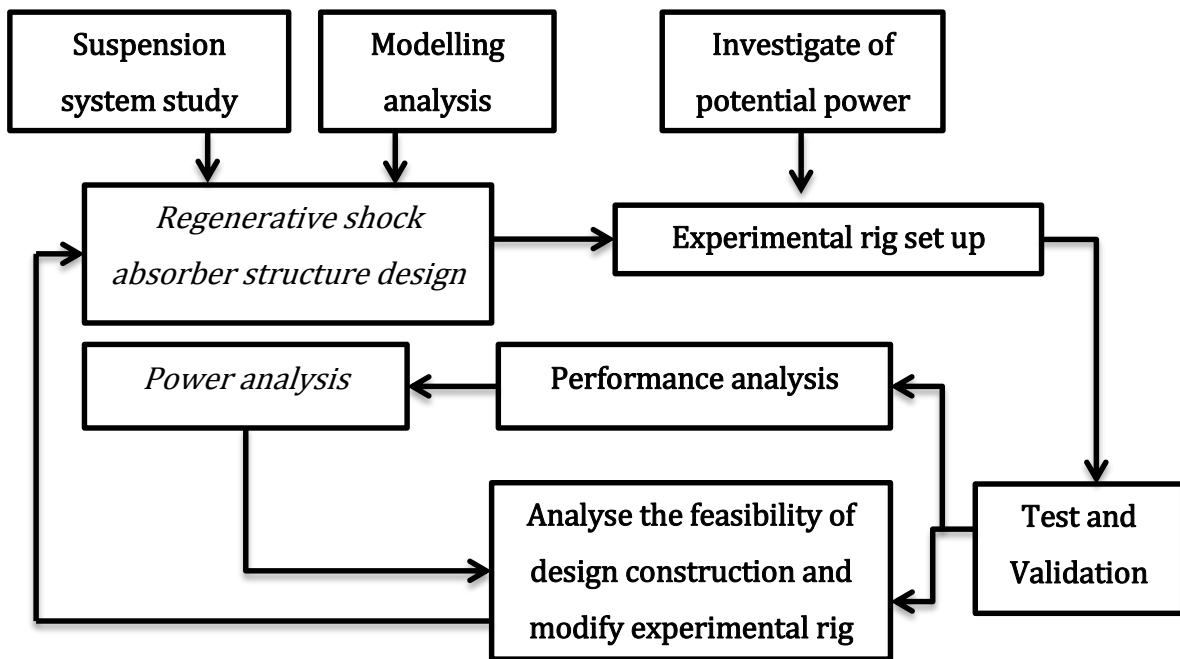 Suspension
system study
Modelling
analysis
Investigate of
potential power
Regenerative shock
absorber structure design
Experimental rig set up
Power analysis
Performance analysis
Analyse the feasibility of
design construction and
modify experimental rig
Test and
Validation